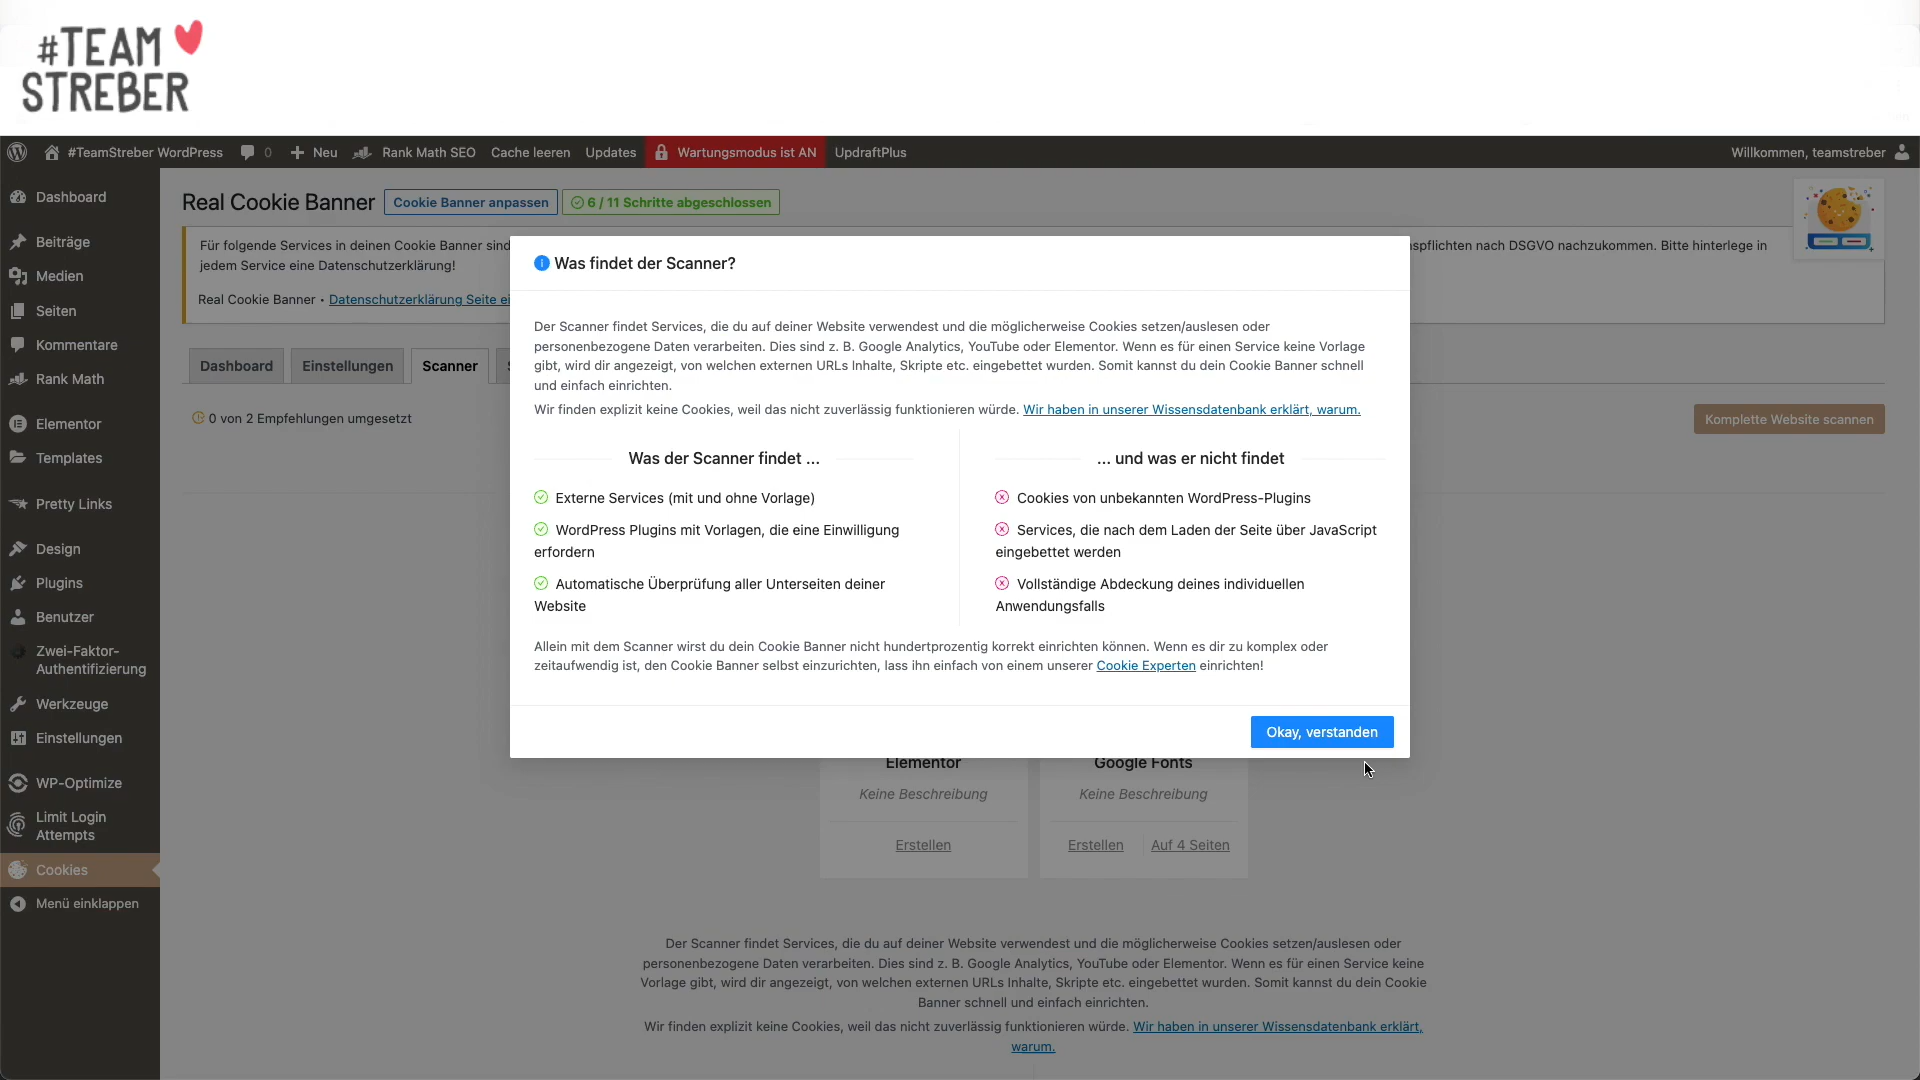 #TEAM
STREBER
#TeamStreber WordPress 0 Neu Rank Math SEO Cache leeren Updates Wartungsmodus ist AN UpdraftPlus Willkommen, teamstreber
Dashboard
Beiträge
Medien
Seiten
Kommentare
Rank Math
Elementor
Templates
Pretty Links
Design
Plugins
Benutzer
Zwei-Faktor-
Authentifizierung
Werkzeuge
Einstellungen
WP-Optimize
Limit Login
Attempts
Cookies
Menü einklappen
Real Cookie Banner Cookie Banner anpassen 6 / 11 Schritte abgeschlossen
Für folgende Services in deinen Cookie Banner sind
spflichten nach DSGVO nachzukommen. Bitte hinterlege in
jedem Service eine Datenschutzerklärung!
Real Cookie Banner • Datenschutzerklärung Seite ei
Dashboard Einstellungen Scanner
0 von 2 Empfehlungen umgesetzt
Komplette Website scannen
Was findet der Scanner?
Der Scanner findet Services, die du auf deiner Website verwendest und die möglicherweise Cookies setzen/auslesen oder
personenbezogene Daten verarbeiten. Dies sind z. B. Google Analytics, YouTube oder Elementor. Wenn es für einen Service keine Vorlage
gibt, wird dir angezeigt, von welchen externen URLs Inhalte, Skripte etc. eingebettet wurden. Somit kannst du dein Cookie Banner schnell
und einfach einrichten.
Wir finden explizit keine Cookies, weil das nicht zuverlässig funktionieren würde. Wir haben in unserer Wissensdatenbank erklärt, warum.
Was der Scanner findet ...
Externe Services (mit und ohne Vorlage)
WordPress Plugins mit Vorlagen, die eine Einwilligung
erfordern
Automatische Überprüfung aller Unterseiten deiner
Website
... und was er nicht findet
Cookies von unbekannten WordPress-Plugins
Services, die nach dem Laden der Seite über JavaScript
eingebettet werden
Vollständige Abdeckung deines individuellen
Anwendungsfalls
Allein mit dem Scanner wirst du dein Cookie Banner nicht hundertprozentig korrekt einrichten können. Wenn es dir zu komplex oder
zeitaufwendig ist, den Cookie Banner selbst einzurichten, lass ihn einfach von einem unserer Cookie Experten einrichten!
Okay, verstanden
Elementor
Keine Beschreibung
Erstellen
Google Fonts
Keine Beschreibung
Erstellen Auf 4 Seiten
Der Scanner findet Services, die du auf deiner Website verwendest und die möglicherweise Cookies setzen/auslesen oder
personenbezogene Daten verarbeiten. Dies sind z. B. Google Analytics, YouTube oder Elementor. Wenn es für einen Service keine
Vorlage gibt, wird dir angezeigt, von welchen externen URLs Inhalte, Skripte etc. eingebettet wurden. Somit kannst du dein Cookie
Banner schnell und einfach einrichten.
Wir finden explizit keine Cookies, weil das nicht zuverlässig funktionieren würde. Wir haben in unserer Wissensdatenbank erklärt,
warum.